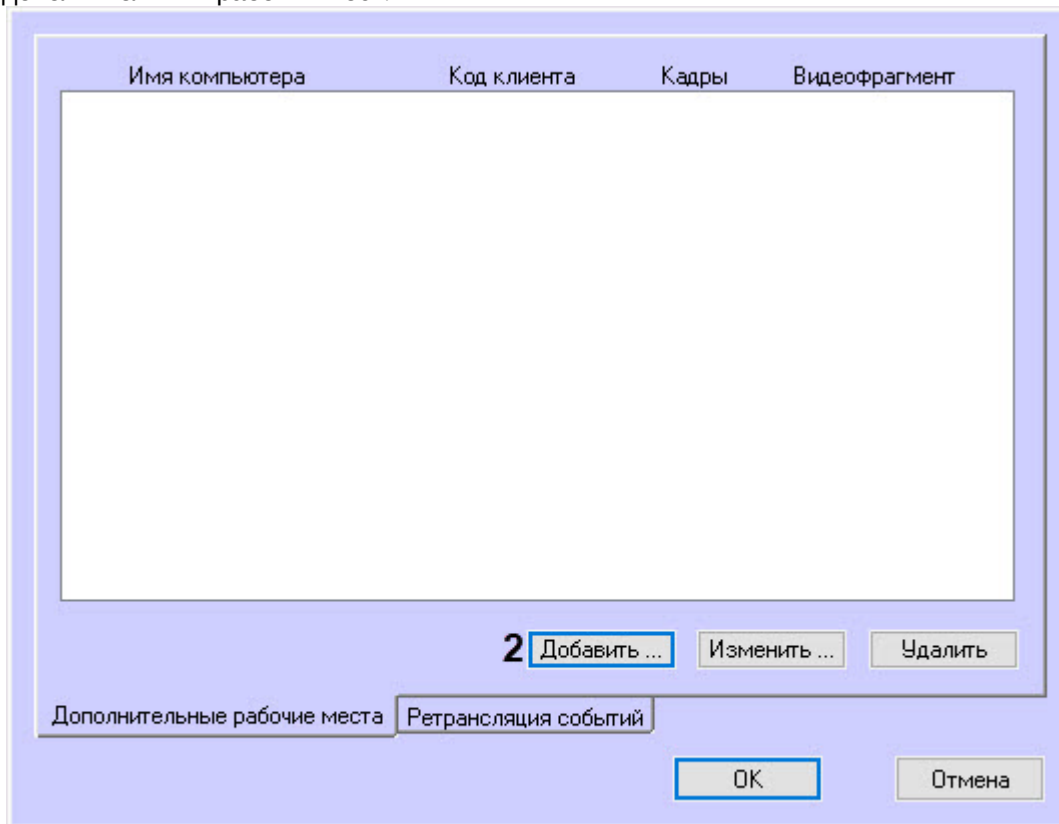 Имя компьютера Код клиента Кадры Видеофрагмент
2 Добавить ... Изменить ... Удалить
Дополнительные рабочие места Ретрансляция событий
OK Отмена